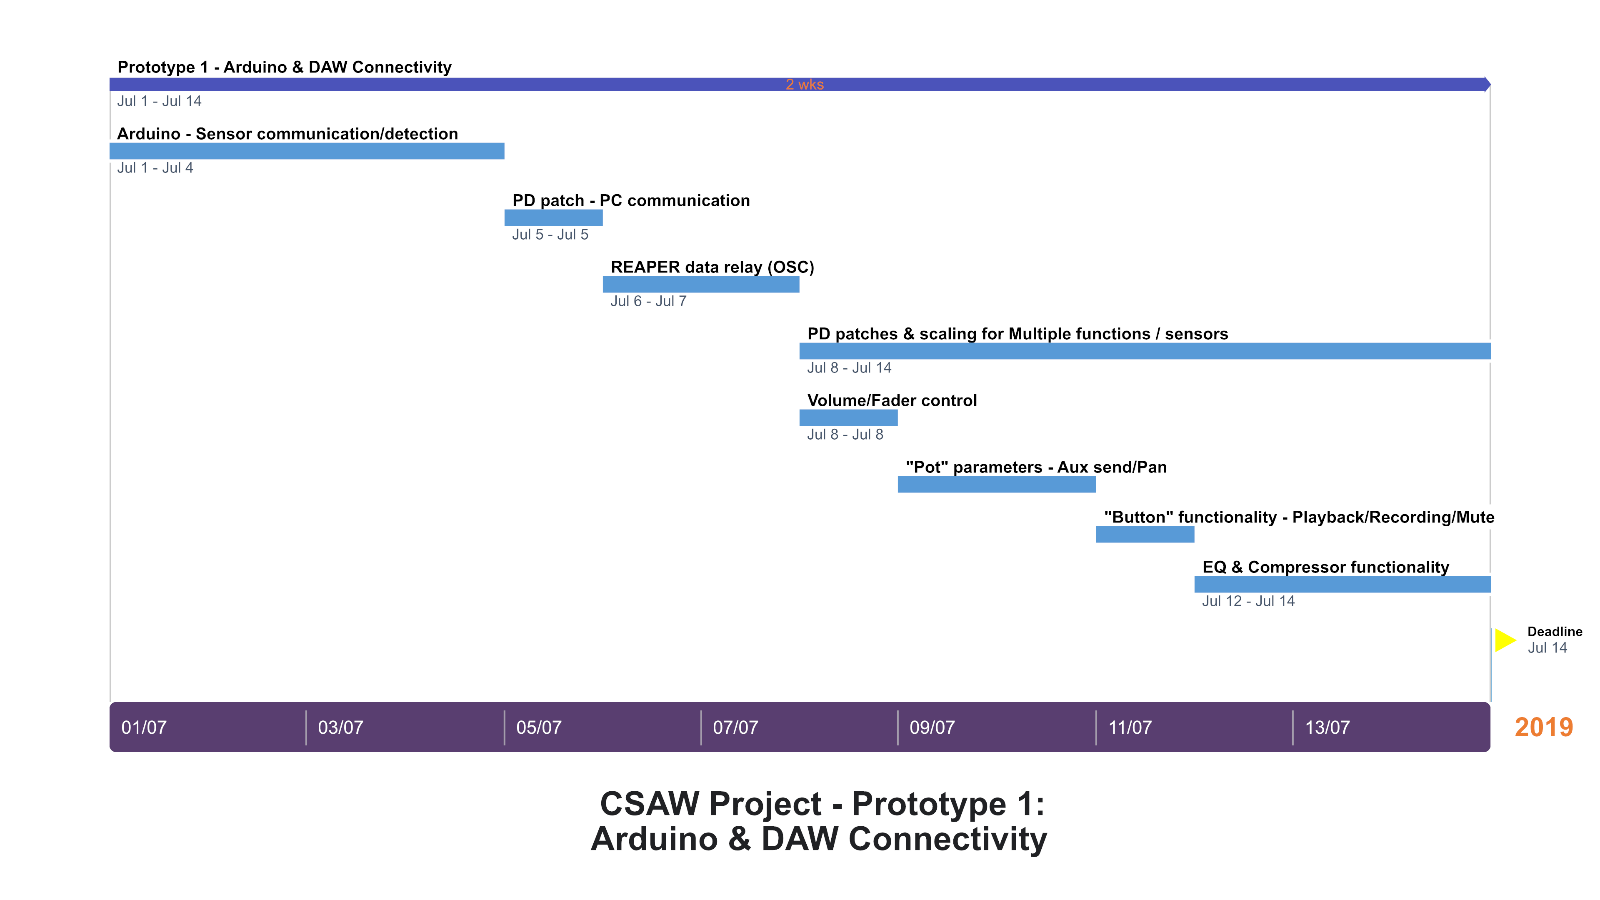 Prototype 1 - Arduino & DAW Connectivity
2 wks
Jul 1 - Jul 14
Arduino - Sensor communication/detection
Jul 1 - Jul 4
PD patch - PC communication
Jul 5 - Jul 5
REAPER data relay (OSC)
Jul 6 - Jul 7
PD patches & scaling for Multiple functions / sensors
Jul 8 - Jul 14
Volume/Fader control
Jul 8 - Jul 8
"Pot" parameters - Aux send/Pan
"Button" functionality - Playback/Recording/Mute
EQ & Compressor functionality
Jul 12 - Jul 14
Deadline
Jul 14
01/07 03/07 05/07 07/07 09/07 11/07 13/07 2019
CSAW Project - Prototype 1:
Arduino & DAW Connectivity